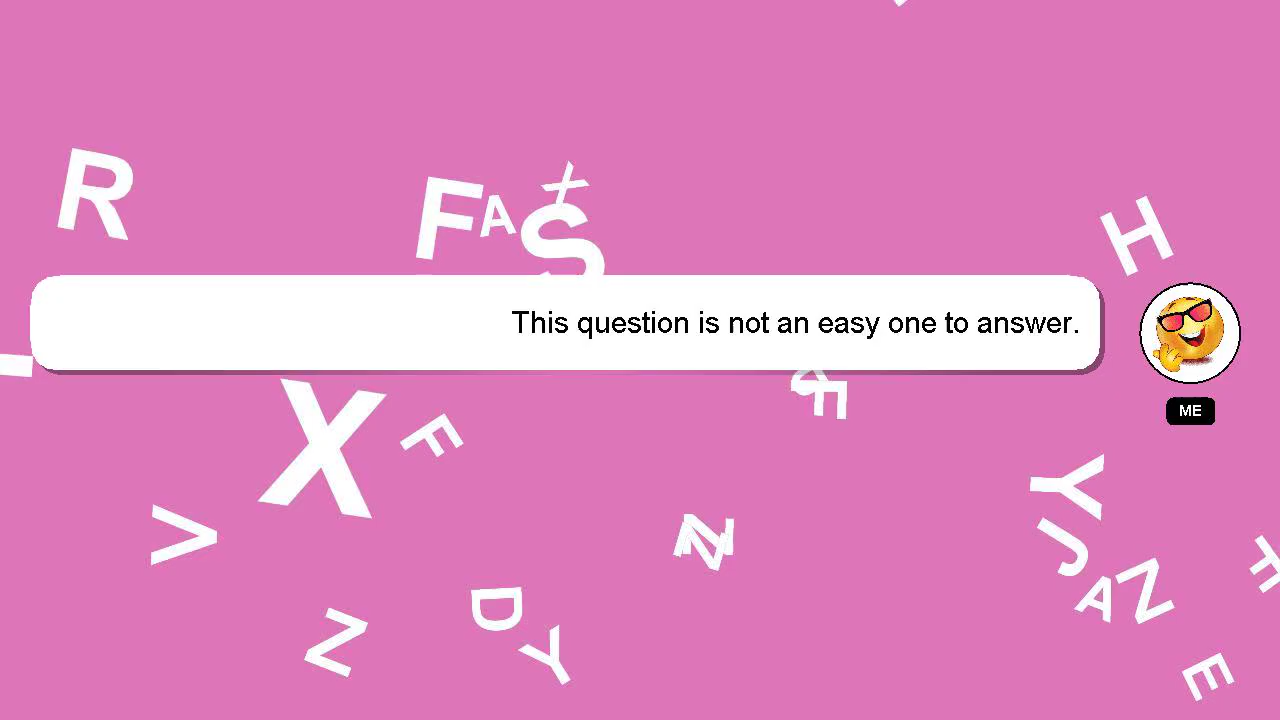 R
F A X
S
H
This question is not an easy one to answer.
ME
X F
F
Y
V
J
Z N
A Z
F
D
Y
N
E